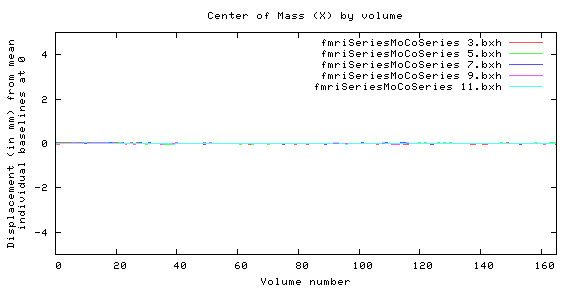 Center of Mass (X) by volume
fmriSeriesMoCoSeries 3.bxh
fmriSeriesMoCoSeries 5.bxh
fmriSeriesMoCoSeries 7.bxh
fmriSeriesMoCoSeries 9.bxh
fmriSeriesMoCoSeries 11.bxh
Displacement (in mm) from mean
individual baselines at 0
4
2
0
-2
-4
0 20 40 60 80 100 120 140 160
Volume number